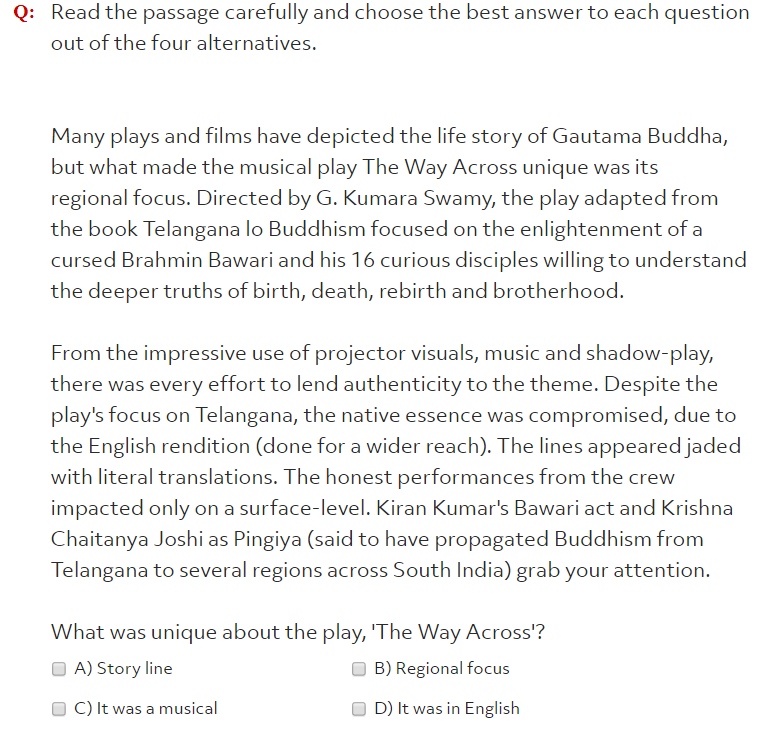 Q: Read the passage carefully and choose the best answer to each question
out of the four alternatives.
Many plays and films have depicted the life story of Gautama Buddha,
but what made the musical play The Way Across unique was its
regional focus. Directed by G. Kumara Swamy, the play adapted from
the book Telangana lo Buddhism focused on the enlightenment of a
cursed Brahmin Bawari and his 16 curious disciples willing to understand
the deeper truths of birth, death, rebirth and brotherhood.
From the impressive use of projector visuals, music and shadow-play,
there was every effort to lend authenticity to the theme. Despite the
play's focus on Telangana, the native essence was compromised, due to
the English rendition (done for a wider reach). The lines appeared jaded
with literal translations. The honest performances from the crew
impacted only on a surface-level. Kiran Kumar's Bawari act and Krishna
Chaitanya Joshi as Pingiya (said to have propagated Buddhism from
Telangana to several regions across South India) grab your attention.
What was unique about the play, 'The Way Across'?
A) Story line B) Regional focus
C) It was a musical D) It was in English